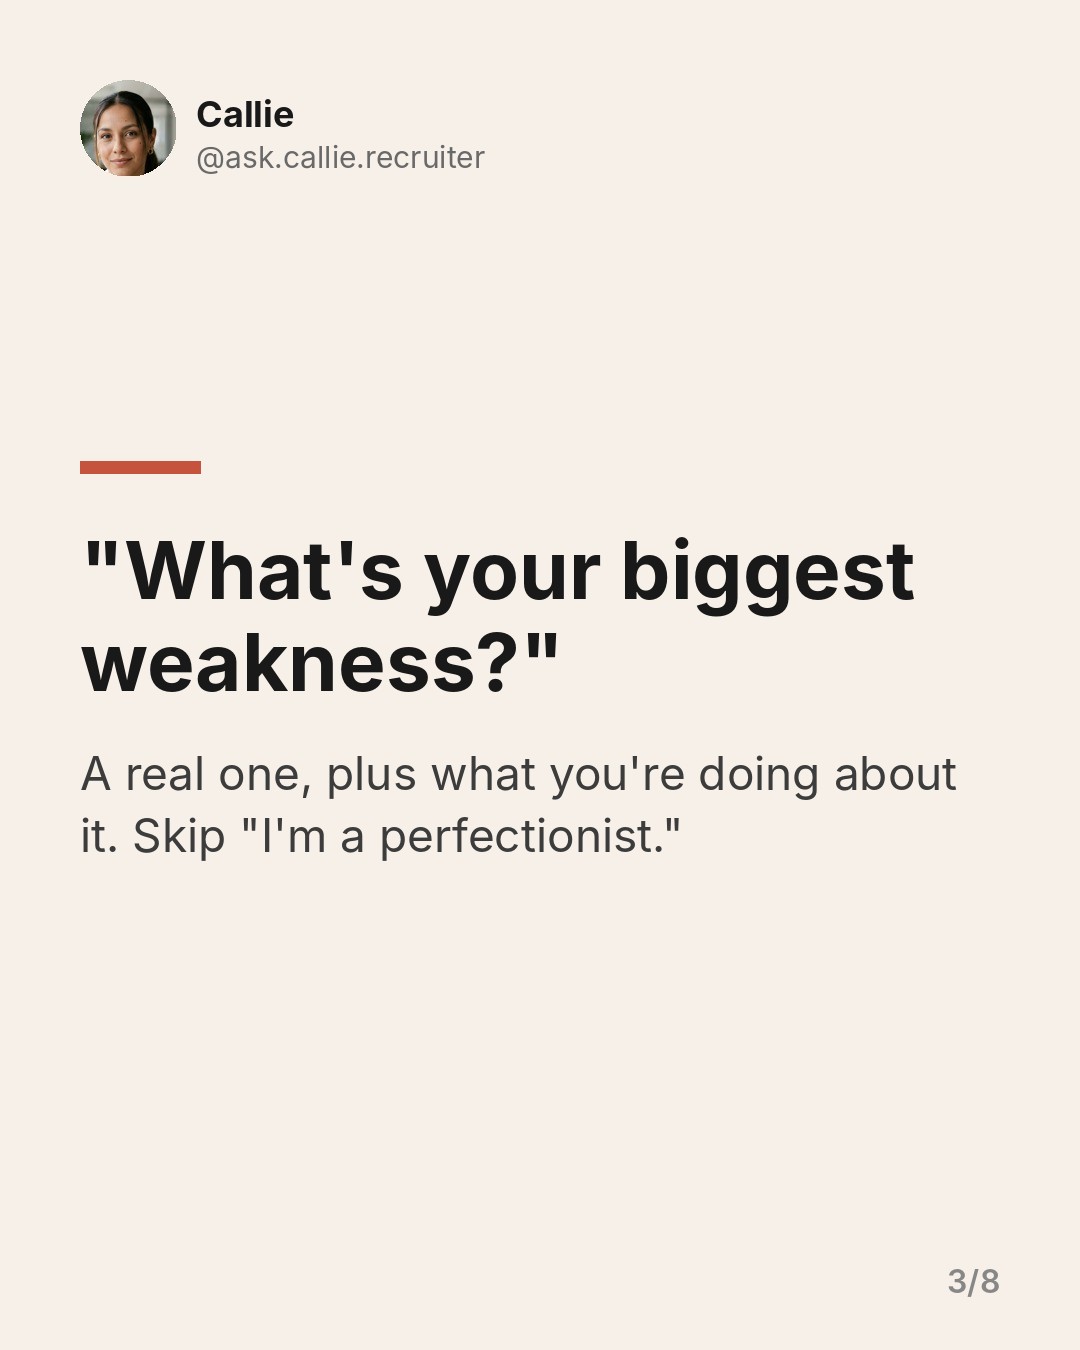 Callie
@ask.callie.recruiter
"What's your biggest
weakness?"
A real one, plus what you're doing about
it. Skip "I'm a perfectionist."
3/8